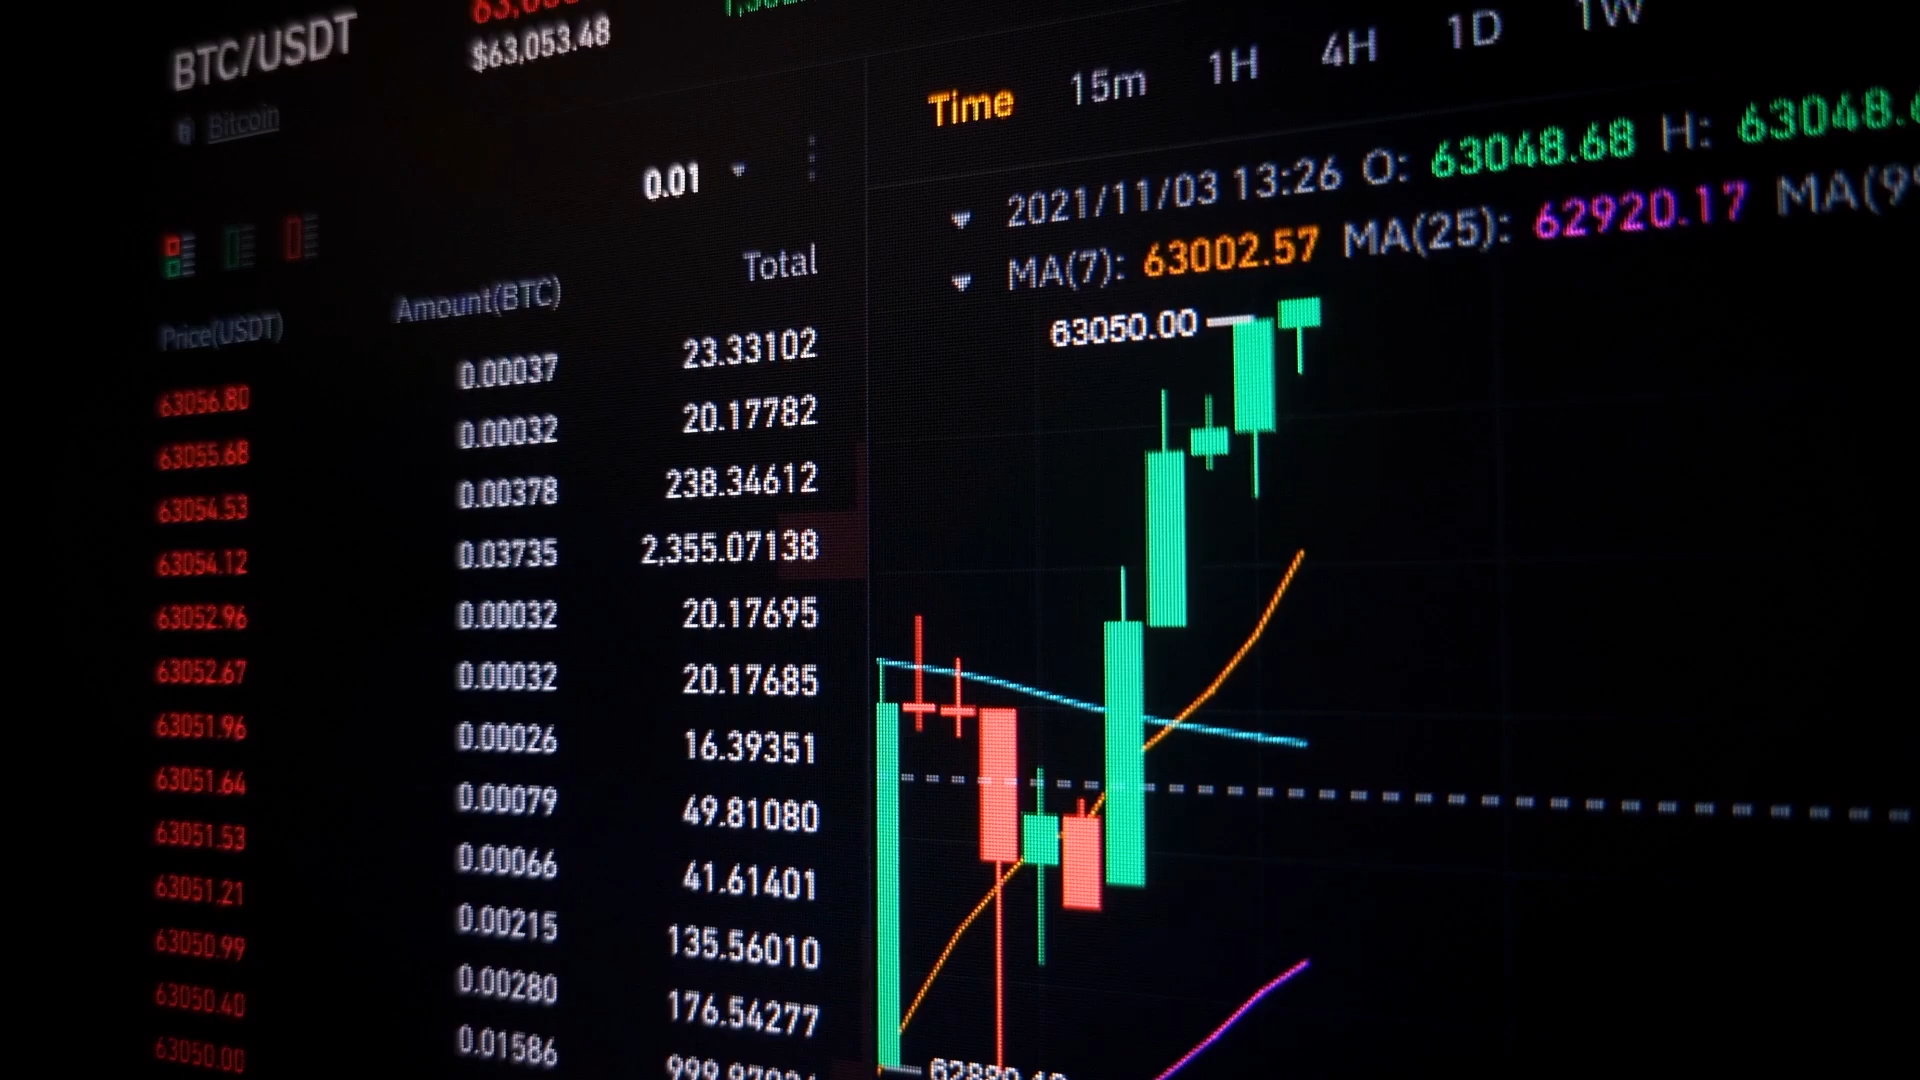 BTC/USDT
$63,053.48
Bitcoin
0.01
Price(USDT) Amount(BTC) Total
63056.80 0.00037 23.33102
63055.68 0.00032 20.17782
63054.53 0.00378 238.34612
63054.12 0.03735 2,355.07138
63052.96 0.00032 20.17695
63052.67 0.00032 20.17685
63051.96 0.00026 16.39351
63051.64 0.00079 49.81080
63051.53 0.00066 41.61401
63051.21 0.00215 135.56010
63050.99 0.00280 176.54277
63050.40 0.01586
63050.00
Time 15m 1H 4H 1D 1W
2021/11/03 13:26 O: 63048.68 H: 63048.6
MA(7): 63002.57 MA(25): 62920.17 MA(99
63050.00